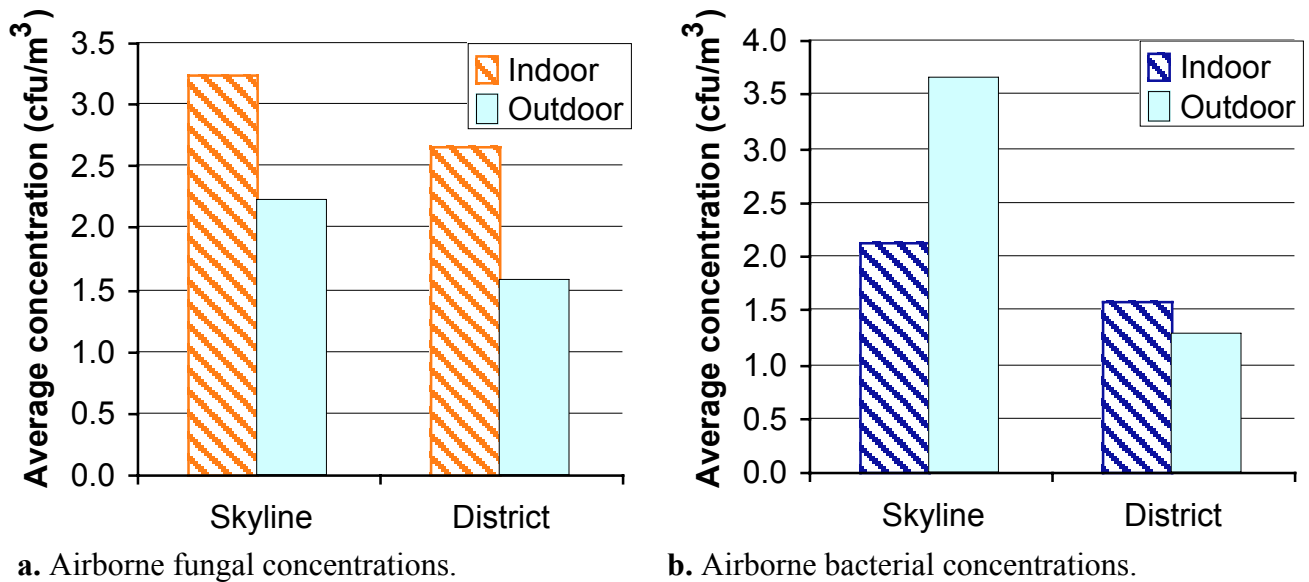 Average concentration (cfu/m³)
3.5
3.0
2.5
2.0
1.5
1.0
0.5
0.0
Indoor
Outdoor
Skyline District
a. Airborne fungal concentrations.
Average concentration (cfu/m³)
4.0
3.5
3.0
2.5
2.0
1.5
1.0
0.5
0.0
Indoor
Outdoor
Skyline District
b. Airborne bacterial concentrations.